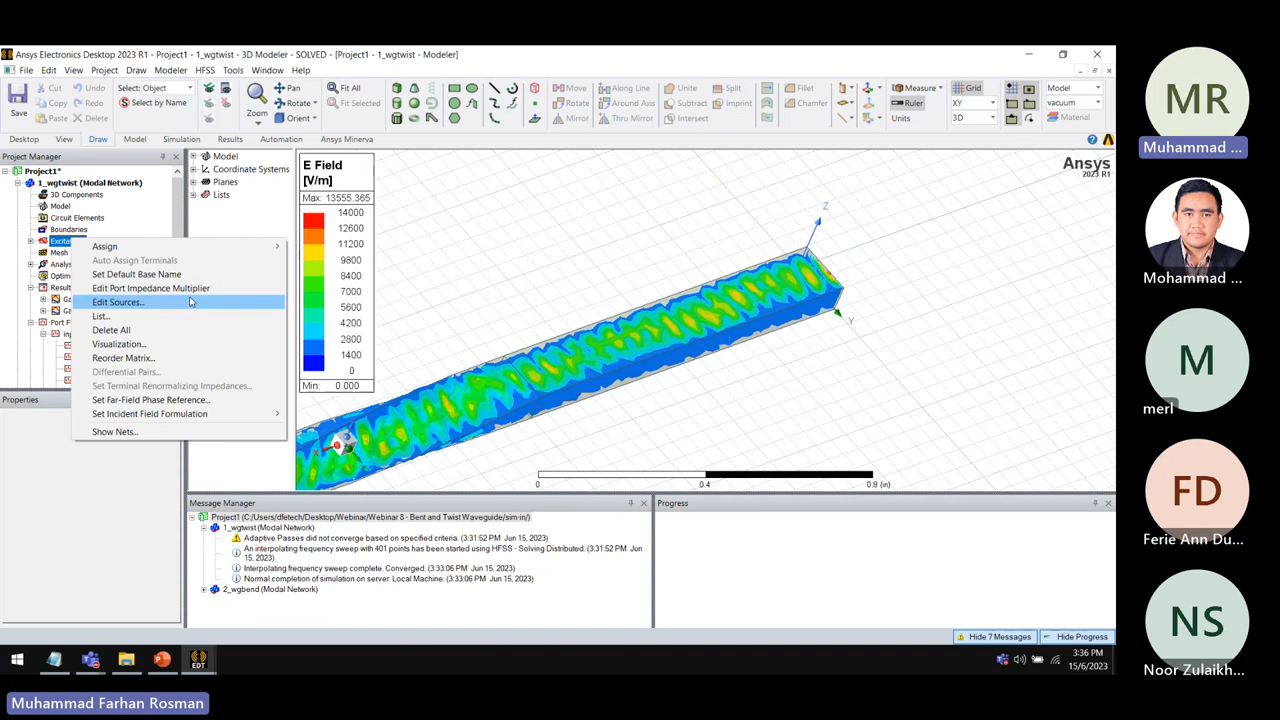 Ansys Electronics Desktop 2023 R1 - Project1 - 1_wgtwist - 3D Modeler - SOLVED - [Project1 - 1_wgtwist - Modeler]
File Edit View Project Draw Modeler HFSS Tools Window Help
Save
Cut Undo
Copy Redo
Paste Delete
Select: Object
Select by Name
Zoom
Pan
Rotate
Orient
Fit All
Fit Selected
Move Along Line
Rotate Around Axis
Mirror Thru Mirror
Unite Split
Subtract Imprint
Intersect
Fillet
Chamfer
Measure
Ruler
Units
Grid
XY
3D
Model
vacuum
Material
Desktop View Draw Model Simulation Results Automation Ansys Minerva
Project Manager
Project1*
1_wgtwist (Modal Network)
3D Components
Model
Circuit Elements
Boundaries
Excitat
Mesh
Analys
Optim
Result
Ga
Ga
Port F
inp
Assign
Auto Assign Terminals
Set Default Base Name
Edit Port Impedance Multiplier
Edit Sources...
List...
Delete All
Visualization...
Reorder Matrix...
Differential Pairs...
Set Terminal Renormalizing Impedances...
Set Far-Field Phase Reference...
Set Incident Field Formulation
Show Nets...
Properties
Model
Coordinate Systems
Planes
Lists
E Field
[V/m]
Max: 13555.365
14000
12600
11200
9800
8400
7000
5600
4200
2800
1400
0
Min: 0.000
Ansys
2023 R1
Z
Y
X
0 0.4 0.8 (in)
Message Manager
Project1 (C:/Users/dfetech/Desktop/Webinar/Webinar 8 - Bent and Twist Waveguide/sim-in/)
1_wgtwist (Modal Network)
Adaptive Passes did not converge based on specified criteria. (3:31:52 PM Jun 15, 2023)
An interpolating frequency sweep with 401 points has been started using HFSS - Solving Distributed. (3:31:52 PM Jun
15, 2023)
Interpolating frequency sweep complete. Converged. (3:33:06 PM Jun 15, 2023)
Normal completion of simulation on server: Local Machine. (3:33:06 PM Jun 15, 2023)
2_wgbend (Modal Network)
Progress
Hide 7 Messages
Hide Progress
EDT
3:36 PM
15/6/2023
Muhammad Farhan Rosman
MR
Muhammad ...
Mohammad ...
M
merl
FD
Ferie Ann Du...
NS
Noor Zulaikh...